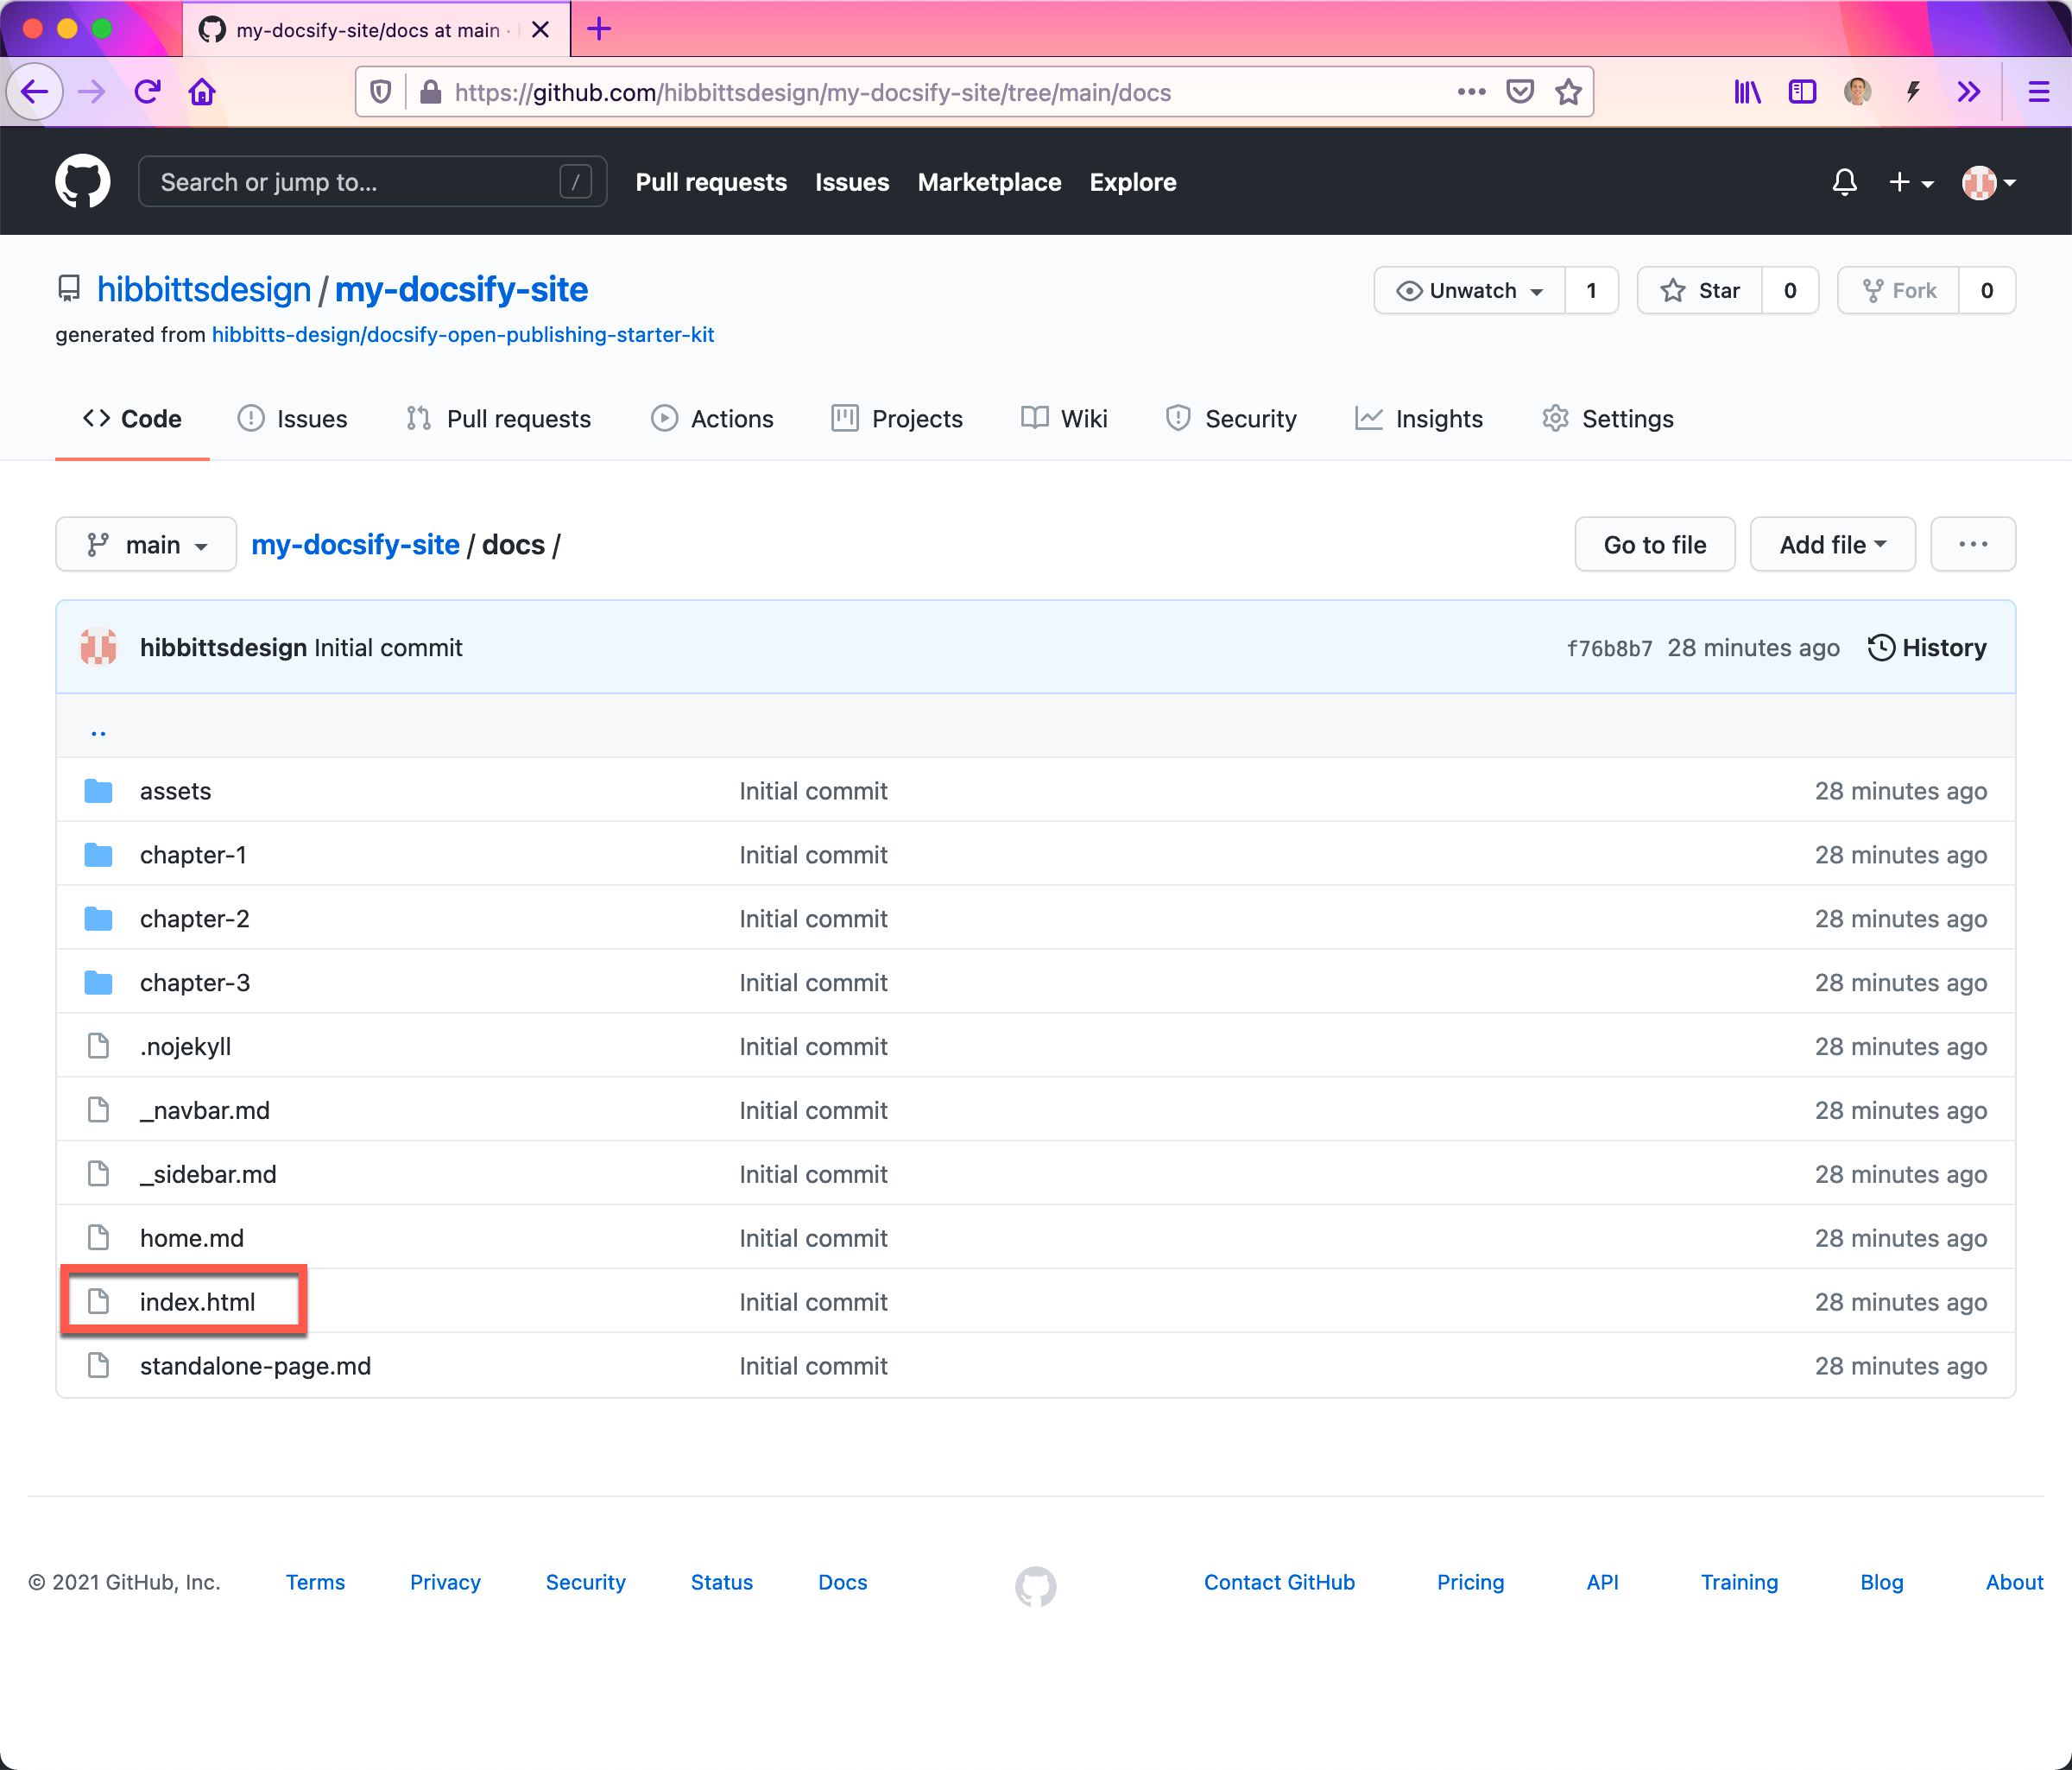 my-docsify-site/docs at main ·
https://github.com/hibbittsdesign/my-docsify-site/tree/main/docs
Search or jump to... /
Pull requests Issues Marketplace Explore
hibbittsdesign / my-docsify-site
Unwatch 1 Star 0 Fork 0
generated from hibbitts-design/docsify-open-publishing-starter-kit
Code Issues Pull requests Actions Projects Wiki Security Insights Settings
main my-docsify-site / docs / Go to file Add file
hibbittsdesign Initial commit f76b8b7 28 minutes ago History
..
assets Initial commit 28 minutes ago
chapter-1 Initial commit 28 minutes ago
chapter-2 Initial commit 28 minutes ago
chapter-3 Initial commit 28 minutes ago
.nojekyll Initial commit 28 minutes ago
_navbar.md Initial commit 28 minutes ago
_sidebar.md Initial commit 28 minutes ago
home.md Initial commit 28 minutes ago
index.html Initial commit 28 minutes ago
standalone-page.md Initial commit 28 minutes ago
© 2021 GitHub, Inc. Terms Privacy Security Status Docs Contact GitHub Pricing API Training Blog About